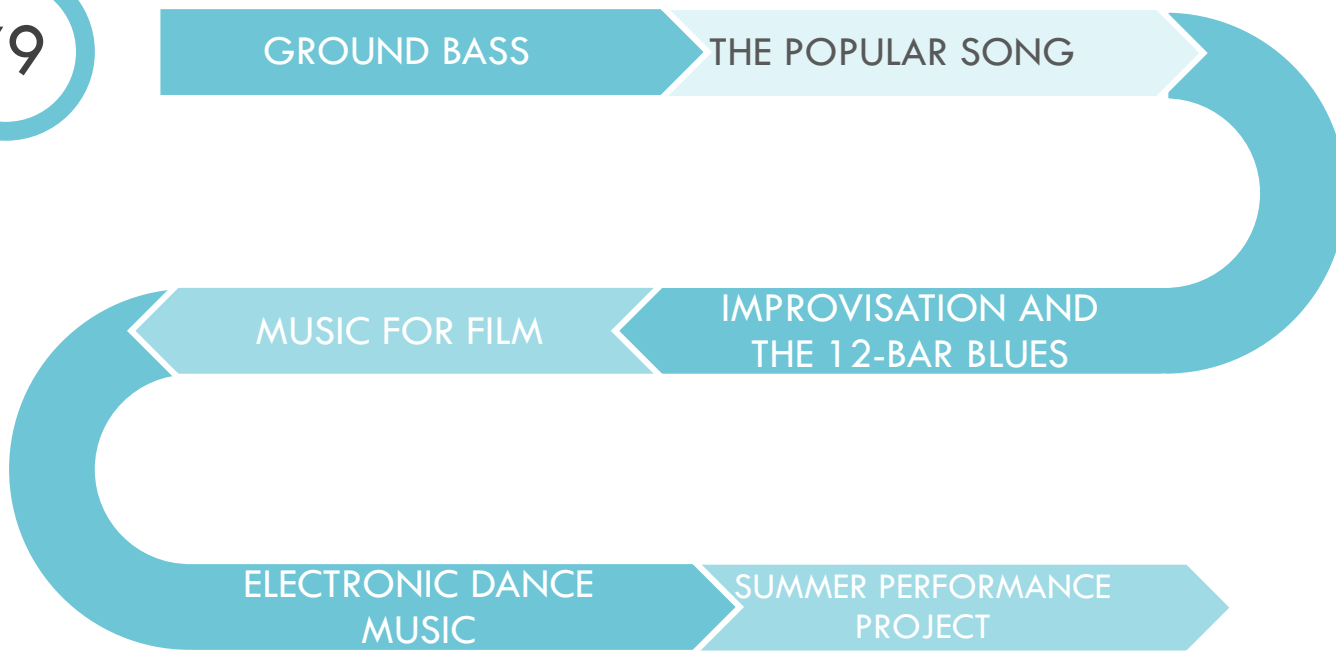 9
GROUND BASS
THE POPULAR SONG
IMPROVISATION AND
THE 12-BAR BLUES
MUSIC FOR FILM
ELECTRONIC DANCE
MUSIC
SUMMER PERFORMANCE
PROJECT